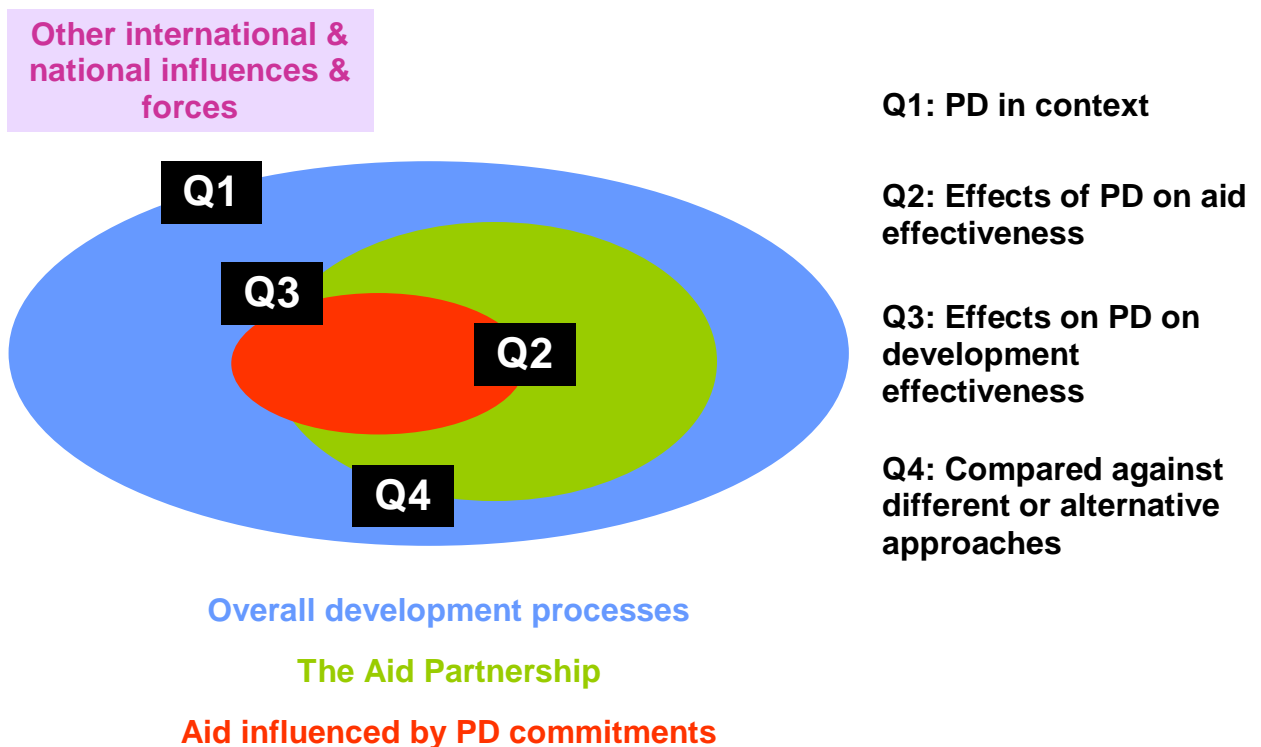 Other international &
national influences &
forces
Q1
Q3
Q2
Q4
Q1: PD in context
Q2: Effects of PD on aid
effectiveness
Q3: Effects on PD on
development
effectiveness
Q4: Compared against
different or alternative
approaches
Overall development processes
The Aid Partnership
Aid influenced by PD commitments